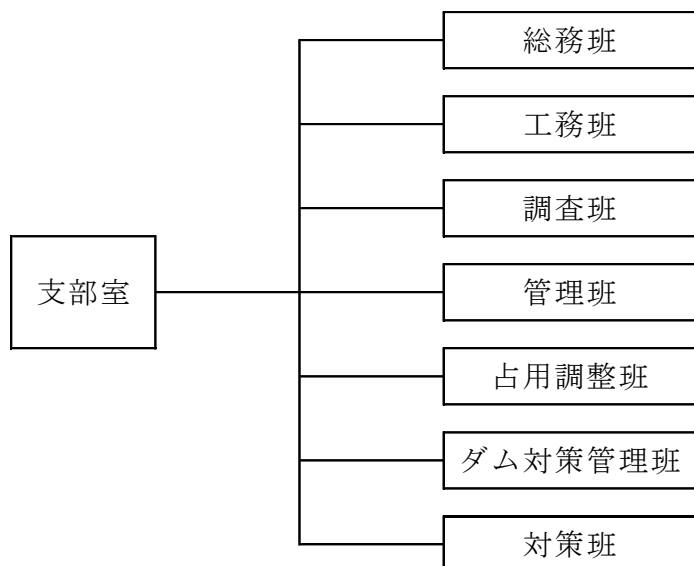 総務班
工務班
調査班
支部室
管理班
占用調整班
ダム対策管理班
対策班